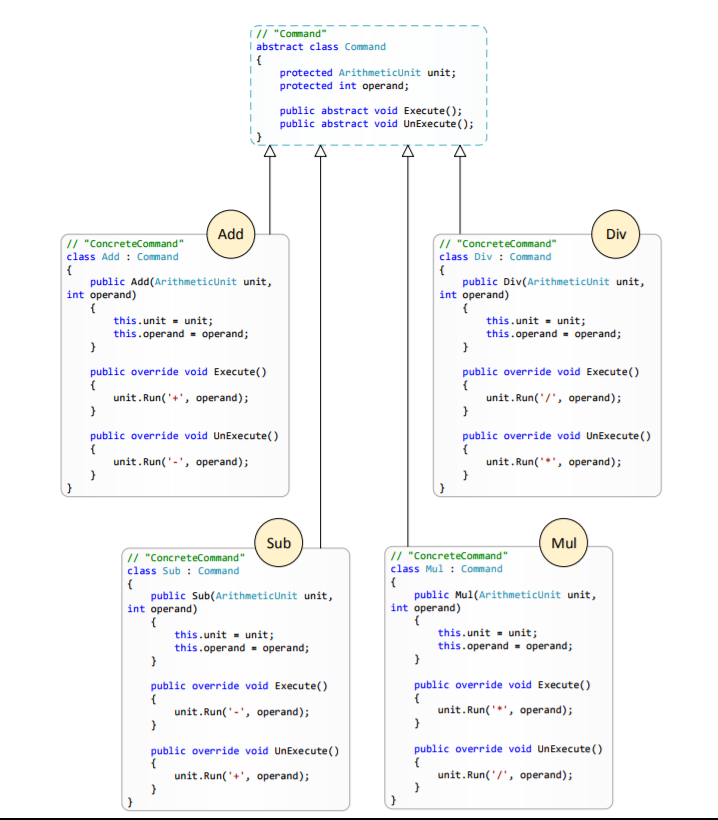 // "Command"
abstract class Command
{
    protected ArithmeticUnit unit;
    protected int operand;

    public abstract void Execute();
    public abstract void UnExecute();
}
Add
// "ConcreteCommand"
class Add : Command
{
    public Add(ArithmeticUnit unit,
int operand)
    {
        this.unit = unit;
        this.operand = operand;
    }

    public override void Execute()
    {
        unit.Run('+', operand);
    }

    public override void UnExecute()
    {
        unit.Run('-', operand);
    }
}
Div
// "ConcreteCommand"
class Div : Command
{
    public Div(ArithmeticUnit unit,
int operand)
    {
        this.unit = unit;
        this.operand = operand;
    }

    public override void Execute()
    {
        unit.Run('/', operand);
    }

    public override void UnExecute()
    {
        unit.Run('*', operand);
    }
}
Sub
// "ConcreteCommand"
class Sub : Command
{
    public Sub(ArithmeticUnit unit,
int operand)
    {
        this.unit = unit;
        this.operand = operand;
    }

    public override void Execute()
    {
        unit.Run('-', operand);
    }

    public override void UnExecute()
    {
        unit.Run('+', operand);
    }
}
Mul
// "ConcreteCommand"
class Mul : Command
{
    public Mul(ArithmeticUnit unit,
int operand)
    {
        this.unit = unit;
        this.operand = operand;
    }

    public override void Execute()
    {
        unit.Run('*', operand);
    }

    public override void UnExecute()
    {
        unit.Run('/', operand);
    }
}